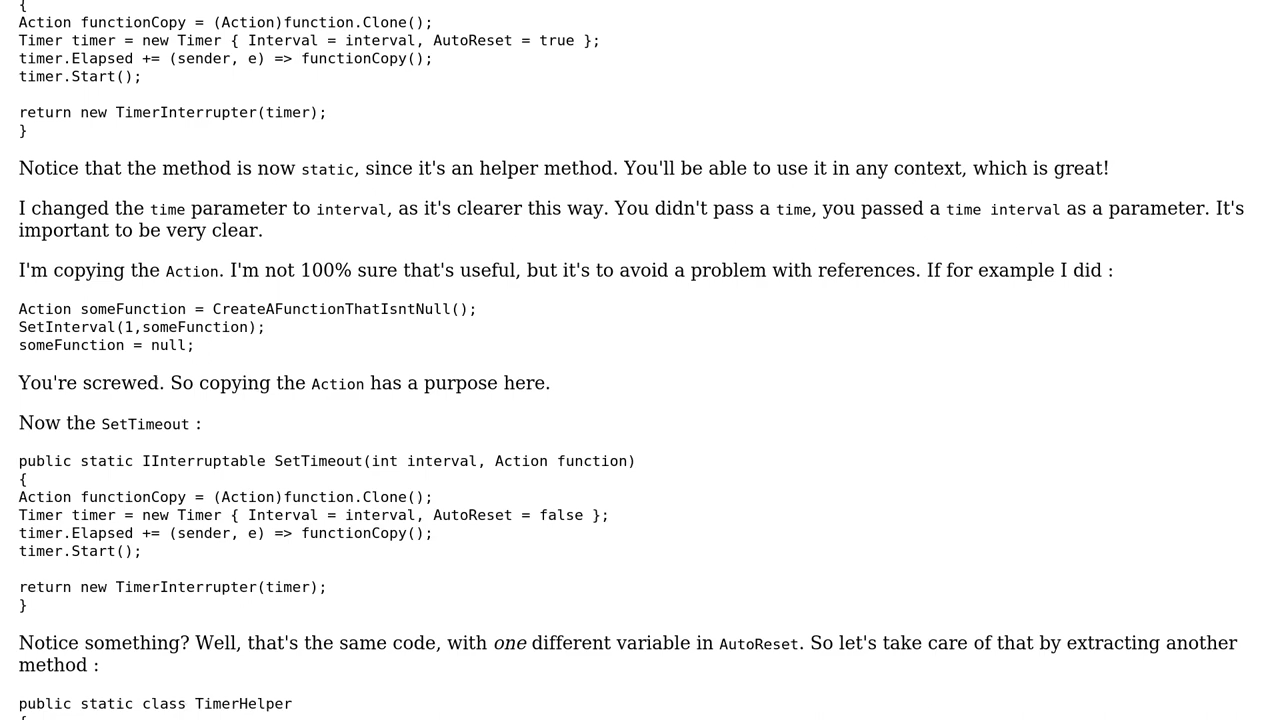 {
Action functionCopy = (Action)function.Clone();
Timer timer = new Timer { Interval = interval, AutoReset = true };
timer.Elapsed += (sender, e) => functionCopy();
timer.Start();
return new TimerInterrupter(timer);
}
Notice that the method is now static, since it's an helper method. You'll be able to use it in any context, which is great!
I changed the time parameter to interval, as it's clearer this way. You didn't pass a time, you passed a time interval as a parameter. It's
important to be very clear.
I'm copying the Action. I'm not 100% sure that's useful, but it's to avoid a problem with references. If for example I did :
Action someFunction = CreateAFunctionThatIsntNull();
SetInterval(1,someFunction);
someFunction = null;
You're screwed. So copying the Action has a purpose here.
Now the SetTimeout :
public static IInterruptable SetTimeout(int interval, Action function)
{
Action functionCopy = (Action)function.Clone();
Timer timer = new Timer { Interval = interval, AutoReset = false };
timer.Elapsed += (sender, e) => functionCopy();
timer.Start();
return new TimerInterrupter(timer);
}
Notice something? Well, that's the same code, with one different variable in AutoReset. So let's take care of that by extracting another
method :
public static class TimerHelper
{